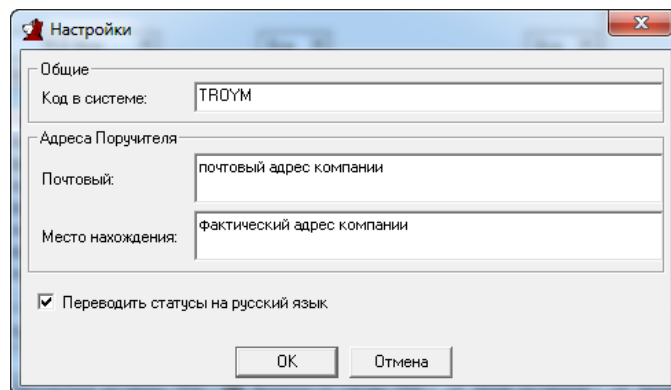 Настройки
Общие
Код в системе:
TROYM
Адреса Поручителя
Почтовый:
почтовый адрес компании
Место нахождения:
фактический адрес компании
Переводить статусы на русский язык
OK
Отмена